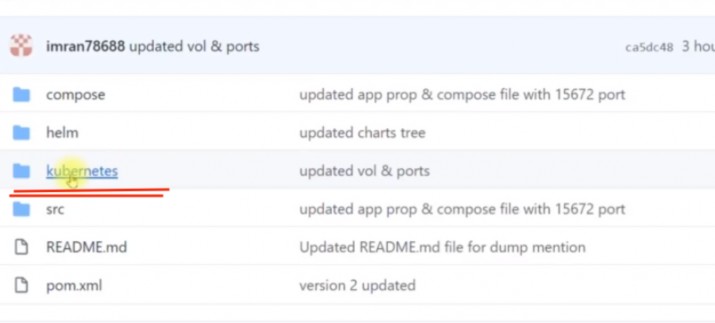 imran78688 updated vol & ports ca5dc48 3 hou
compose updated app prop & compose file with 15672 port
helm updated charts tree
kubernetes updated vol & ports
src updated app prop & compose file with 15672 port
README.md Updated README.md file for dump mention
pom.xml version 2 updated